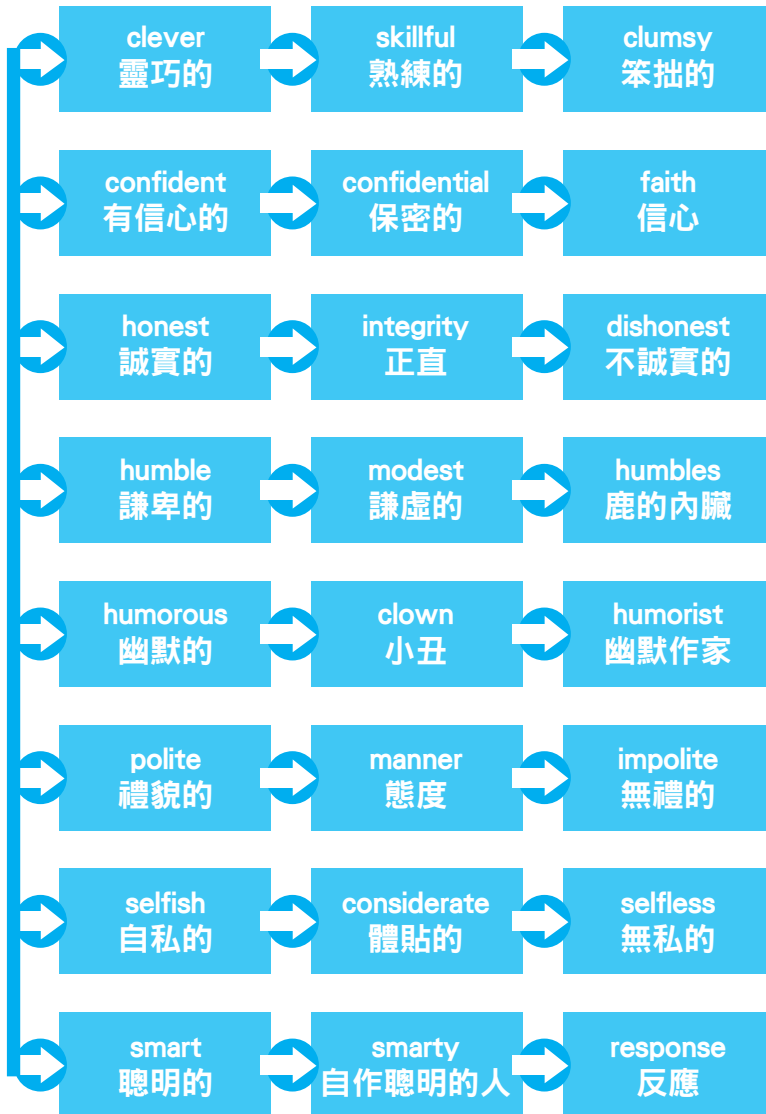 clever
靈巧的
skillful
熟練的
clumsy
笨拙的
confident
有信心的
confidential
保密的
faith
信心
honest
誠實的
integrity
正直
dishonest
不誠實的
humble
謙卑的
modest
謙虛的
humbles
鹿的內臟
humorous
幽默的
clown
小丑
humorist
幽默作家
polite
禮貌的
manner
態度
impolite
無禮的
selfish
自私的
considerate
體貼的
selfless
無私的
smart
聰明的
smarty
自作聰明的人
response
反應